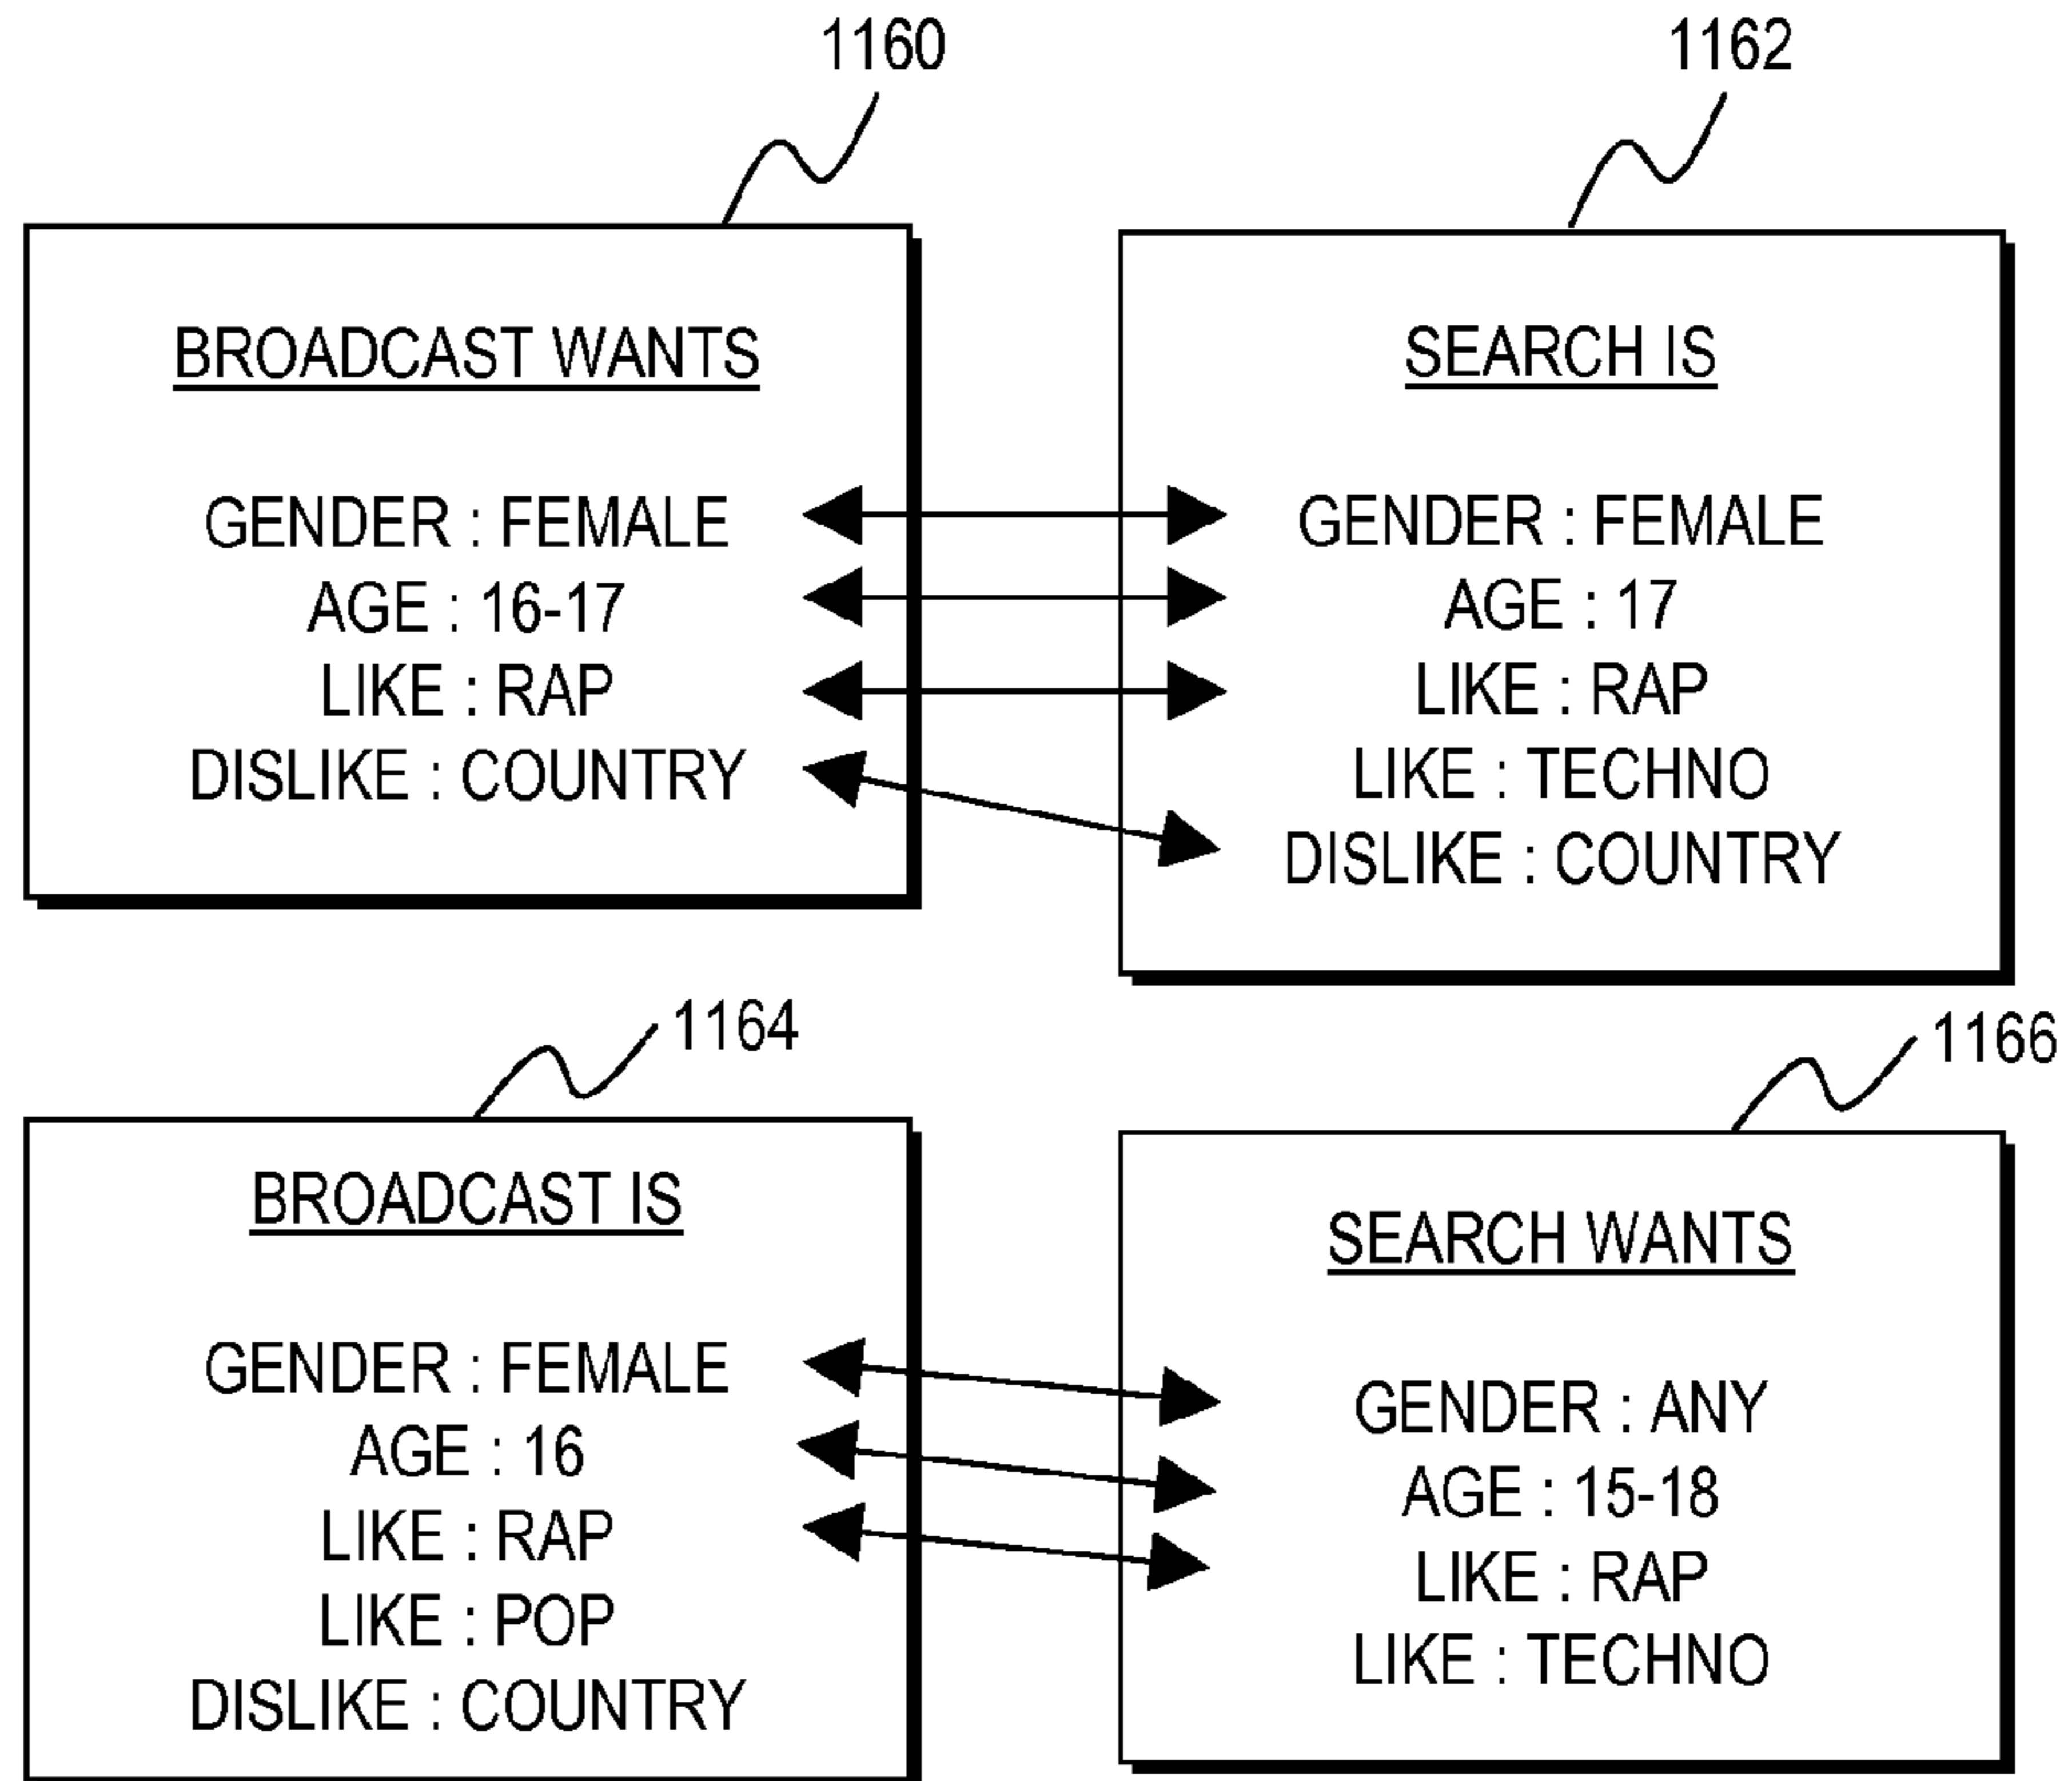 1160
1162
BROADCAST WANTS
GENDER : FEMALE
AGE : 16-17
LIKE : RAP
DISLIKE : COUNTRY
SEARCH IS
GENDER : FEMALE
AGE : 17
LIKE : RAP
LIKE : TECHNO
DISLIKE : COUNTRY
1164
1166
BROADCAST IS
GENDER : FEMALE
AGE : 16
LIKE : RAP
LIKE : POP
DISLIKE : COUNTRY
SEARCH WANTS
GENDER : ANY
AGE : 15-18
LIKE : RAP
LIKE : TECHNO